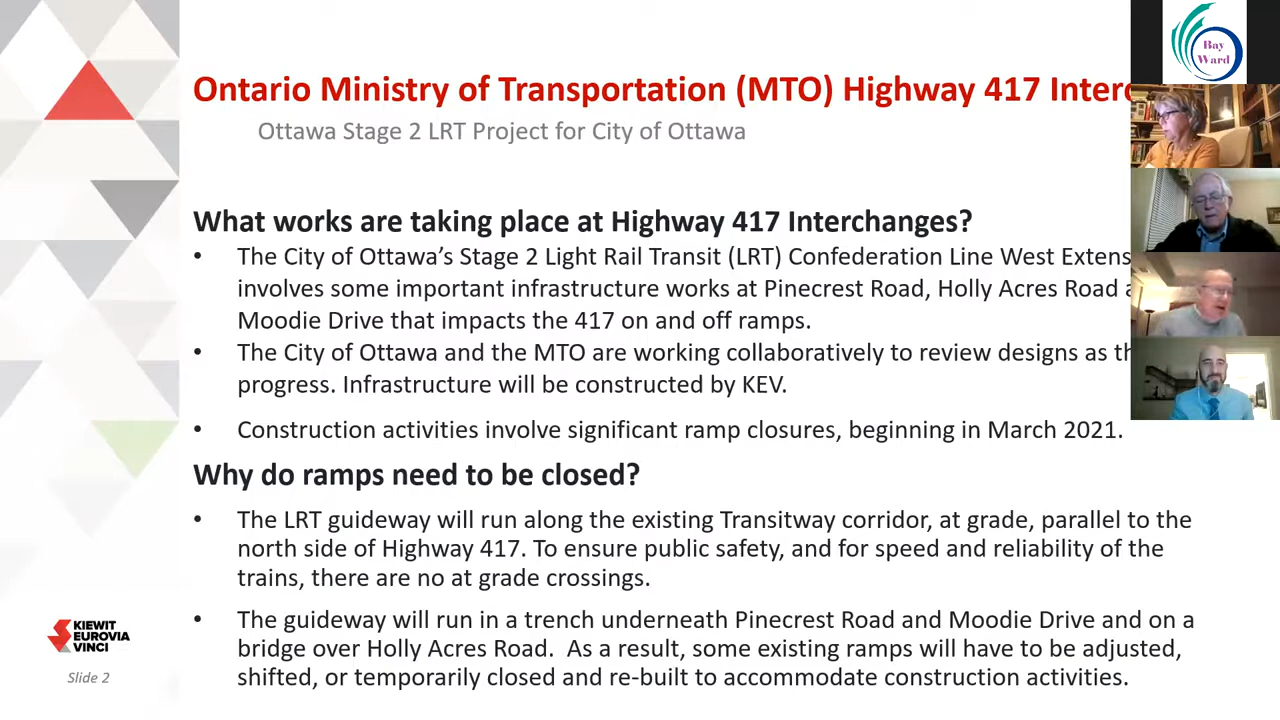 Ontario Ministry of Transportation (MTO) Highway 417
Ottawa Stage 2 LRT Project for City of Ottawa
What works are taking place at Highway 417 Interchanges?
• The City of Ottawa’s Stage 2 Light Rail Transit (LRT) Confederation Line West
involves some important infrastructure works at Pinecrest Road, Holly Acres Road
Moodie Drive that impacts the 417 on and off ramps.
• The City of Ottawa and the MTO are working collaboratively to review designs as
progress. Infrastructure will be constructed by KEV.
• Construction activities involve significant ramp closures, beginning in March 2021.
Why do ramps need to be closed?
• The LRT guideway will run along the existing Transitway corridor, at grade, parallel to the
north side of Highway 417. To ensure public safety, and for speed and reliability of the
trains, there are no at grade crossings.
• The guideway will run in a trench underneath Pinecrest Road and Moodie Drive and on a
bridge over Holly Acres Road. As a result, some existing ramps will have to be adjusted,
shifted, or temporarily closed and re-built to accommodate construction activities.
KIEWIT
EUROVIA
VINCI
Slide 2
Bay
Ward